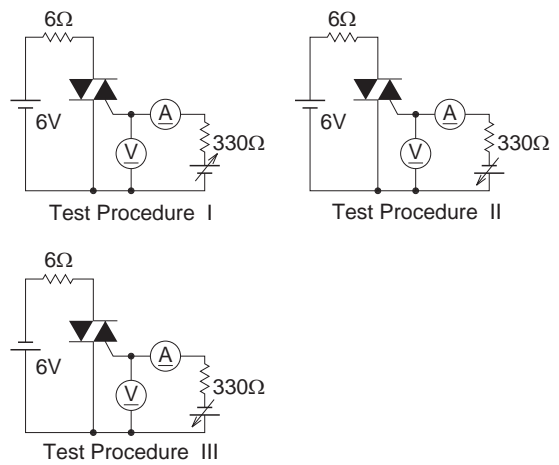 6Ω
6V
A
V
330Ω
Test Procedure I
6Ω
6V
A
V
330Ω
Test Procedure II
6Ω
6V
A
V
330Ω
Test Procedure III